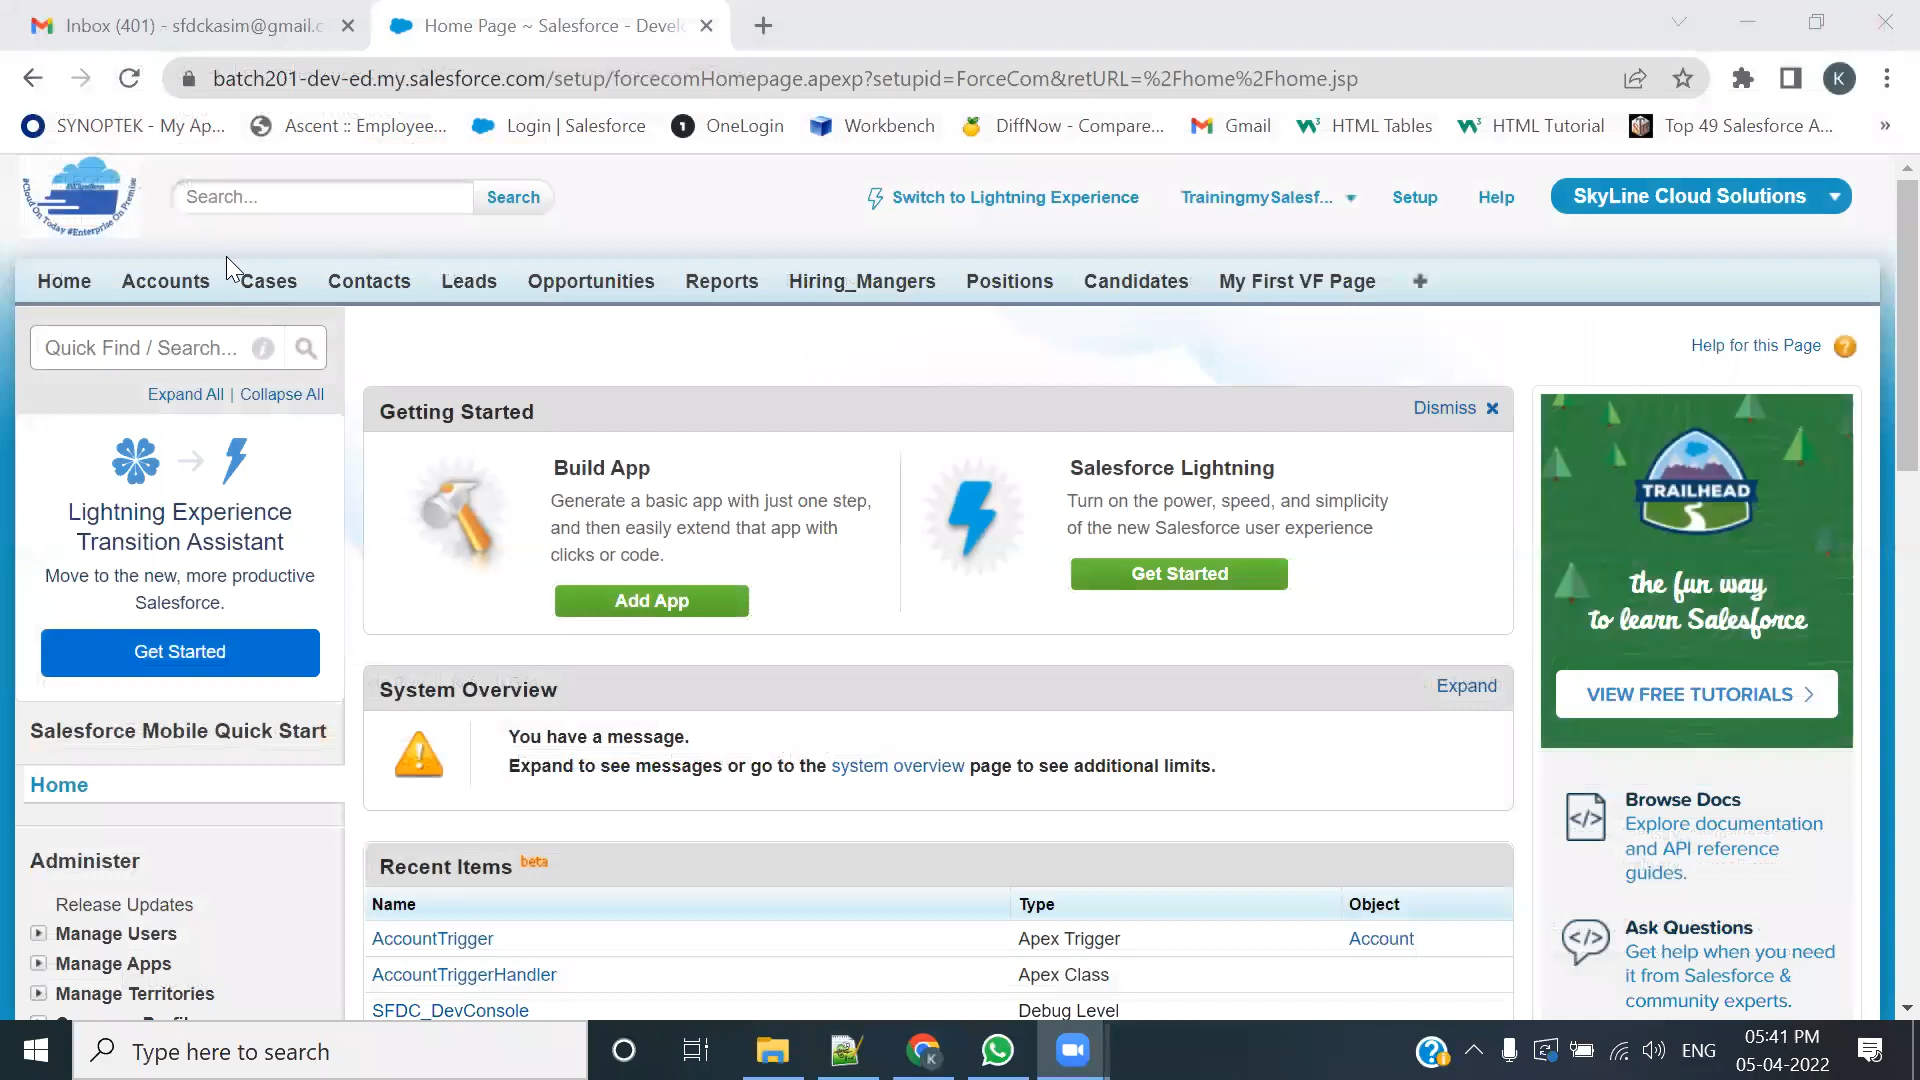 Inbox (401) - sfdckasim@gmail.c
Home Page ~ Salesforce - Devel
batch201-dev-ed.my.salesforce.com/setup/forcecomHomepage.apexp?setupid=ForceCom&retURL=%2Fhome%2Fhome.jsp
K
SYNOPTEK - My Ap...
Ascent :: Employee...
Login | Salesforce
OneLogin
Workbench
DiffNow - Compare...
Gmail
HTML Tables
HTML Tutorial
Top 49 Salesforce A...
»
#Cloud On Today #Enterprise On Premise
Search...
Search
Switch to Lightning Experience
TrainingmySalesf...
Setup
Help
SkyLine Cloud Solutions
Home
Accounts
Cases
Contacts
Leads
Opportunities
Reports
Hiring_Mangers
Positions
Candidates
My First VF Page
Quick Find / Search...
Expand All | Collapse All
Help for this Page
Lightning Experience
Transition Assistant
Move to the new, more productive
Salesforce.
Get Started
Salesforce Mobile Quick Start
Home
Administer
Release Updates
Manage Users
Manage Apps
Manage Territories
Getting Started
Dismiss
Build App
Generate a basic app with just one step,
and then easily extend that app with
clicks or code.
Add App
Salesforce Lightning
Turn on the power, speed, and simplicity
of the new Salesforce user experience
Get Started
System Overview
Expand
You have a message.
Expand to see messages or go to the system overview page to see additional limits.
Recent Items beta
Name
Type
Object
AccountTrigger
Apex Trigger
Account
AccountTriggerHandler
Apex Class
SFDC_DevConsole
Debug Level
TRAILHEAD
the fun way
to learn Salesforce
VIEW FREE TUTORIALS
Browse Docs
Explore documentation
and API reference
guides.
Ask Questions
Get help when you need
it from Salesforce &
community experts.
Type here to search
ENG
05:41 PM
05-04-2022